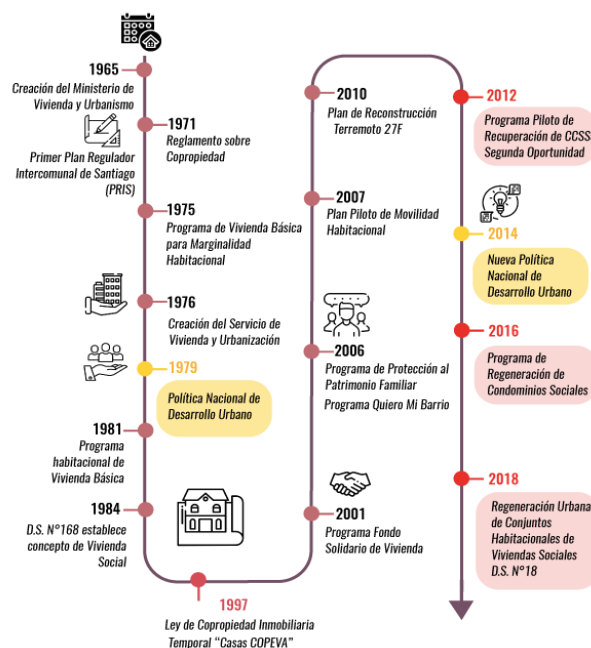 1965
Creación del Ministerio de
Vivienda y Urbanismo
1971
Reglamento sobre
Copropiedad
Primer Plan Regulador
Intercomunal de Santiago
(PRIS)
1975
Programa de Vivienda Básica
para Marginalidad
Habitacional
1976
Creación del Servicio de
Vivienda y Urbanización
1979
Política Nacional de
Desarrollo Urbano
1981
Programa
habitacional de
Vivienda Básica
1984
D.S. N°168 establece
concepto de Vivienda
Social
1997
Ley de Copropiedad Inmobiliaria
Temporal “Casas COPEVA”
2001
Programa Fondo
Solidario de Vivienda
2006
Programa de Protección al
Patrimonio Familiar
Programa Quiero Mi Barrio
2007
Plan Piloto de Movilidad
Habitacional
2010
Plan de Reconstrucción
Terremoto 27F
2012
Programa Piloto de
Recuperación de CCSS
Segunda Oportunidad
2014
Nueva Política
Nacional de
Desarrollo Urbano
2016
Programa de
Regeneración de
Condominios Sociales
2018
Regeneración Urbana
de Conjuntos
Habitacionales de
Viviendas Sociales
D.S. N°18